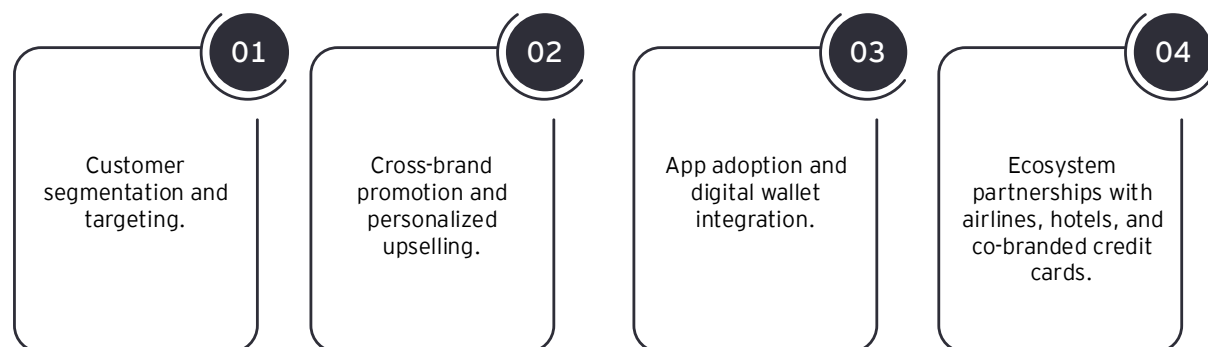 01
Customer
segmentation and
targeting.
02
Cross-brand
promotion and
personalized
upselling.
03
App adoption and
digital wallet
integration.
04
Ecosystem
partnerships with
airlines, hotels, and
co-branded credit
cards.